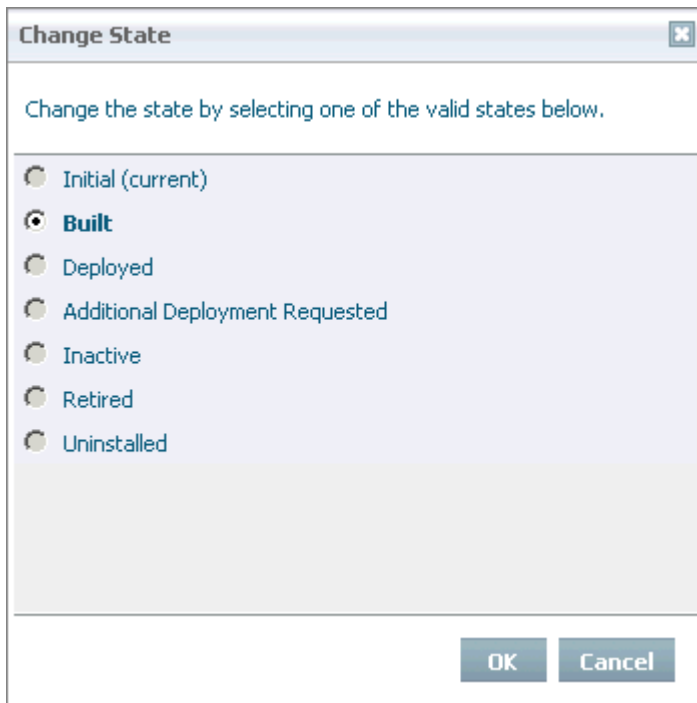 Change State
Change the state by selecting one of the valid states below.
Initial (current)
Built
Deployed
Additional Deployment Requested
Inactive
Retired
Uninstalled
OK Cancel